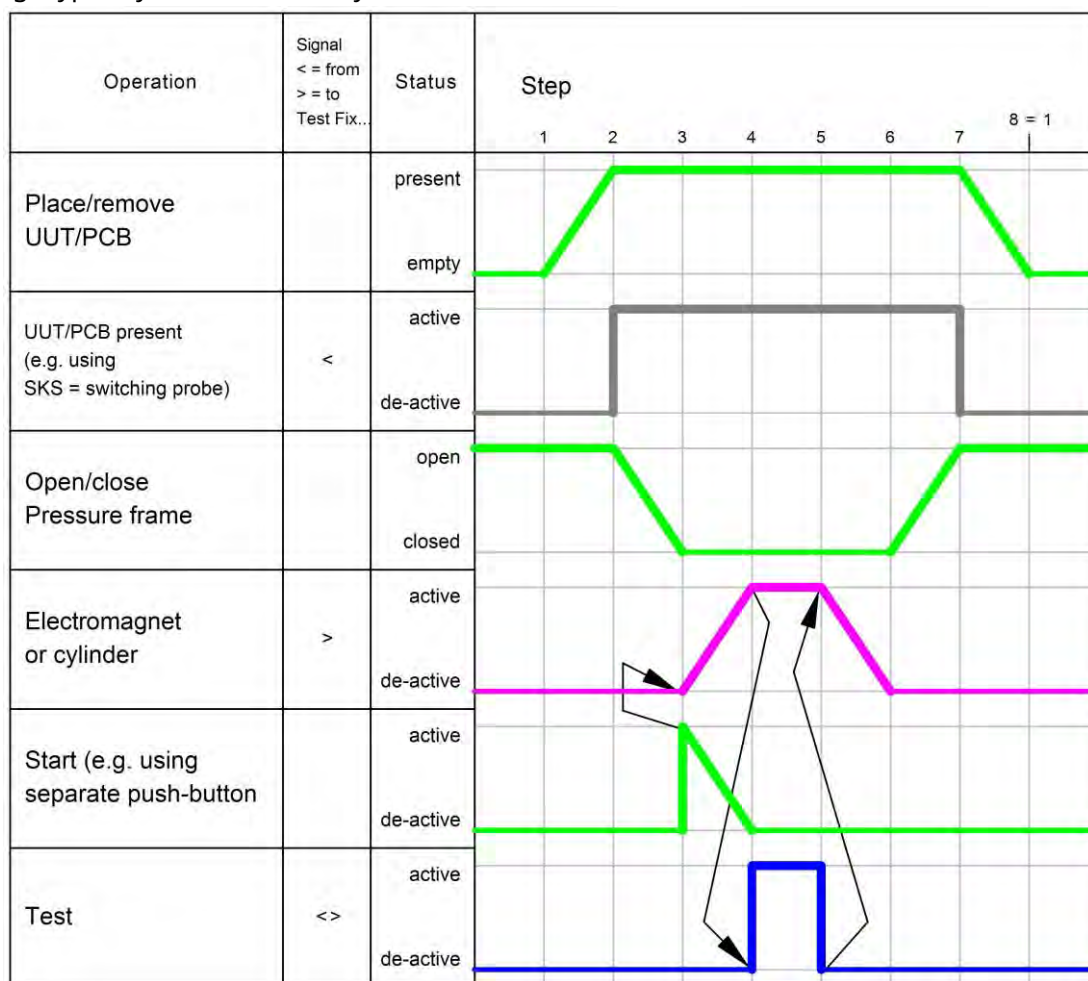 Operation
Signal
< = from
> = to
Test Fix...
Status
Step
1 2 3 4 5 6 7 8 = 1
Place/remove
UUT/PCB
present
empty
UUT/PCB present
(e.g. using
SKS = switching probe)
<
active
de-active
Open/close
Pressure frame
open
closed
Electromagnet
or cylinder
>
active
de-active
Start (e.g. using
separate push-button
active
de-active
Test
<>
active
de-active